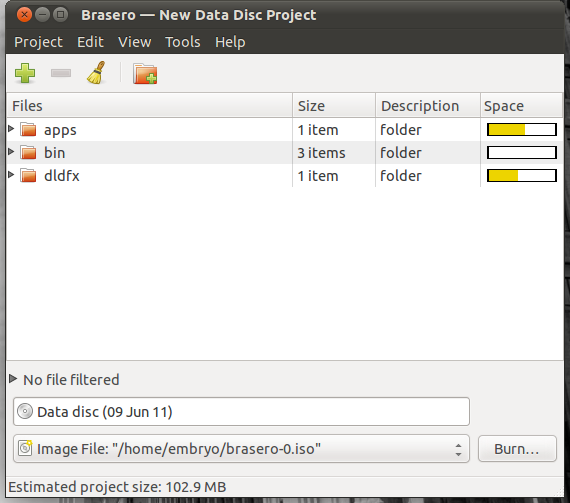 Brasero — New Data Disc Project
Project Edit View Tools Help
Files Size Description Space
apps 1 item folder
bin 3 items folder
dldfx 1 item folder
No file filtered
Data disc (09 Jun 11)
Image File: "/home/embryo/brasero-0.iso" Burn...
Estimated project size: 102.9 MB